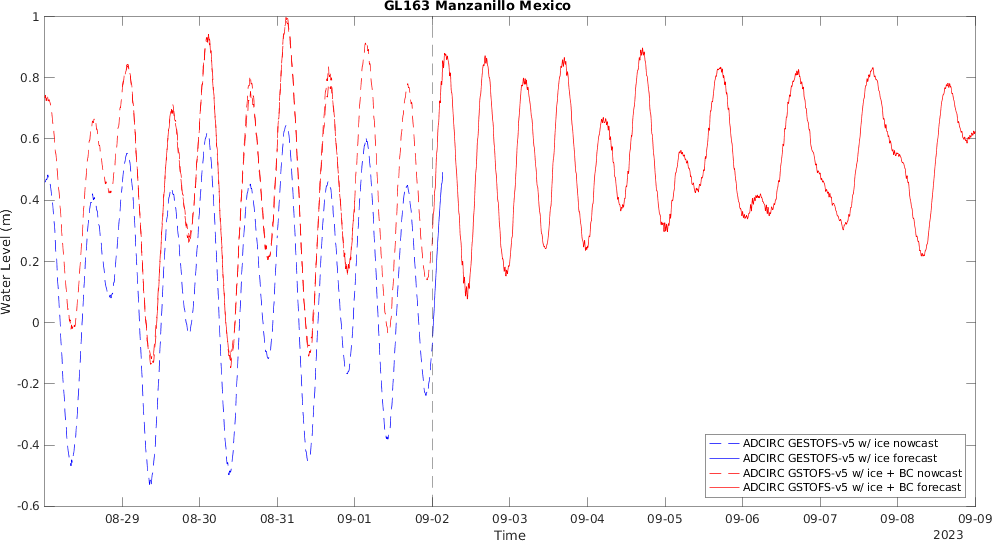 GL163 Manzanillo Mexico
1
0.8
0.6
0.4
0.2
0
-0.2
-0.4
-0.6
Water Level (m)
ADCIRC GESTOFS-v5 w/ ice nowcast
ADCIRC GESTOFS-v5 w/ ice forecast
ADCIRC GSTOFS-v5 w/ ice + BC nowcast
ADCIRC GSTOFS-v5 w/ ice + BC forecast
08-29 08-30 08-31 09-01 09-02 09-03 09-04 09-05 09-06 09-07 09-08 09-09
Time
2023